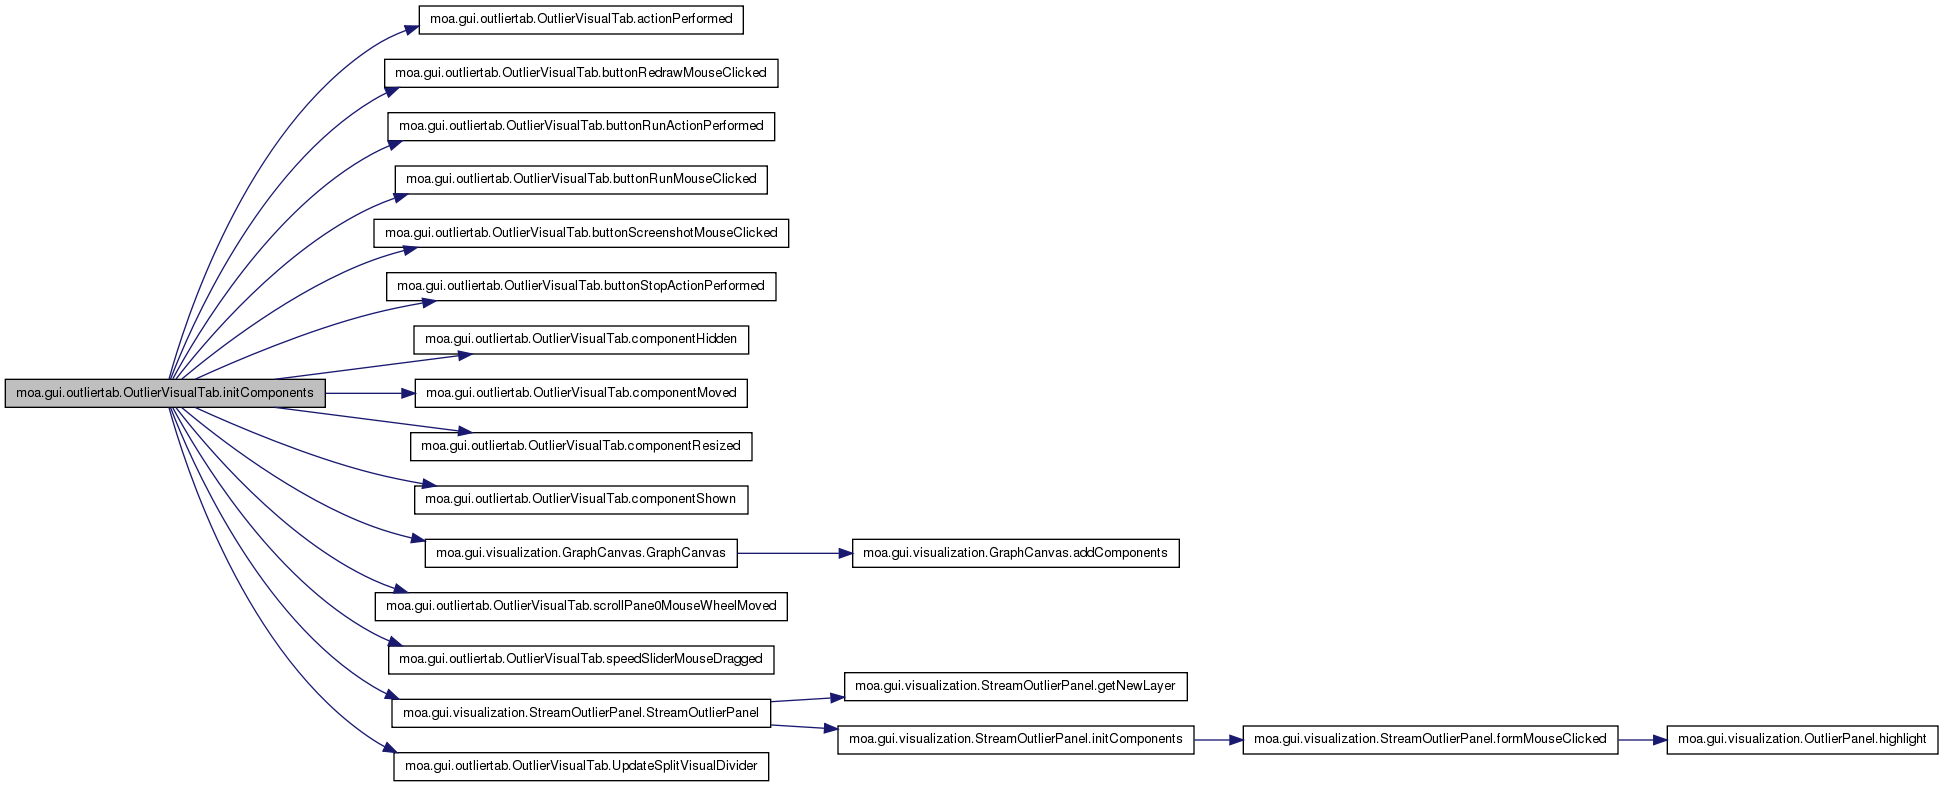 moa.gui.outliertab.OutlierVisualTab.actionPerformed
moa.gui.outliertab.OutlierVisualTab.buttonRedrawMouseClicked
moa.gui.outliertab.OutlierVisualTab.buttonRunActionPerformed
moa.gui.outliertab.OutlierVisualTab.buttonRunMouseClicked
moa.gui.outliertab.OutlierVisualTab.buttonScreenshotMouseClicked
moa.gui.outliertab.OutlierVisualTab.buttonStopActionPerformed
moa.gui.outliertab.OutlierVisualTab.componentHidden
moa.gui.outliertab.OutlierVisualTab.initComponents
moa.gui.outliertab.OutlierVisualTab.componentMoved
moa.gui.outliertab.OutlierVisualTab.componentResized
moa.gui.outliertab.OutlierVisualTab.componentShown
moa.gui.visualization.GraphCanvas.GraphCanvas
moa.gui.visualization.GraphCanvas.addComponents
moa.gui.outliertab.OutlierVisualTab.scrollPane0MouseWheelMoved
moa.gui.outliertab.OutlierVisualTab.speedSliderMouseDragged
moa.gui.visualization.StreamOutlierPanel.getNewLayer
moa.gui.visualization.StreamOutlierPanel.StreamOutlierPanel
moa.gui.visualization.StreamOutlierPanel.initComponents
moa.gui.visualization.StreamOutlierPanel.formMouseClicked
moa.gui.visualization.OutlierPanel.highlight
moa.gui.outliertab.OutlierVisualTab.UpdateSplitVisualDivider